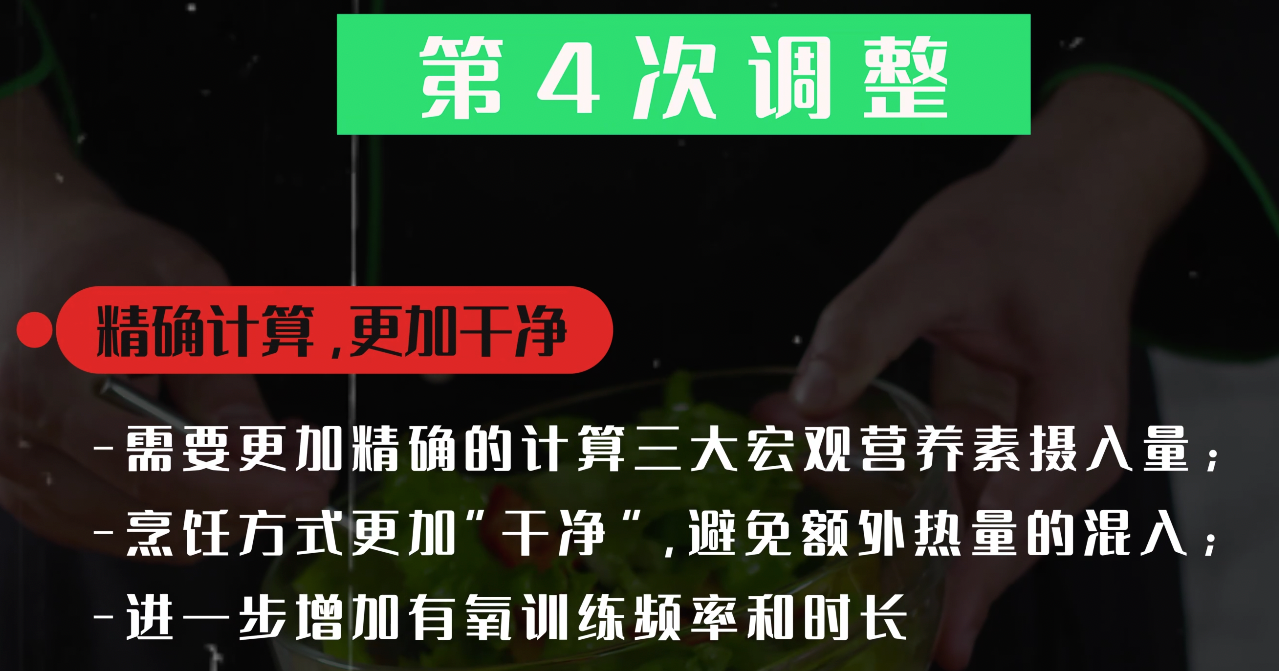 第4次调整
精确计算,更加干净
-需要更加精确的计算三大宏观营养素摄入量;
-烹饪方式更加"干净",避免额外热量的混入;
-进一步增加有氧训练频率和时长